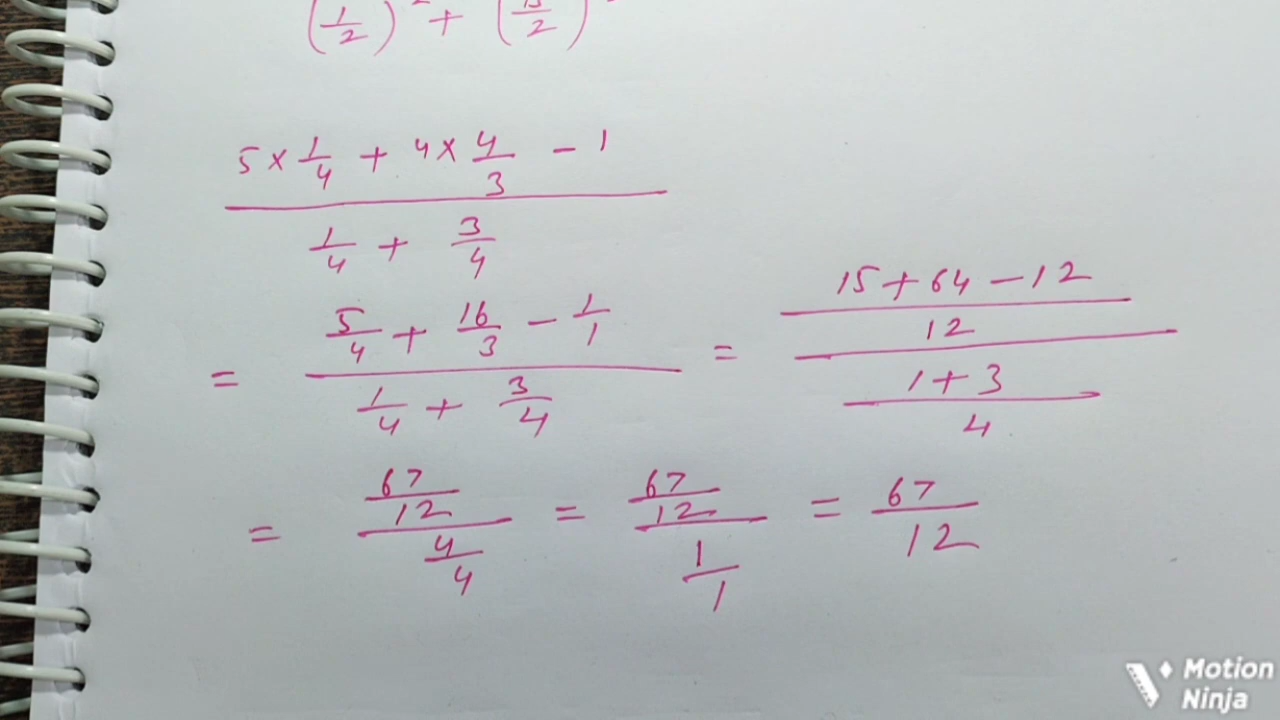 (1/2)² + (√3/2)²
5 × 1/4 + 4 × 4/3 - 1
1/4 + 3/4
= (5/4 + 16/3 - 1/1) / (1/4 + 3/4) = ((15 + 64 - 12)/12) / ((1 + 3)/4)
= (67/12) / (4/4) = (67/12) / (1/1) = 67/12
Motion
Ninja